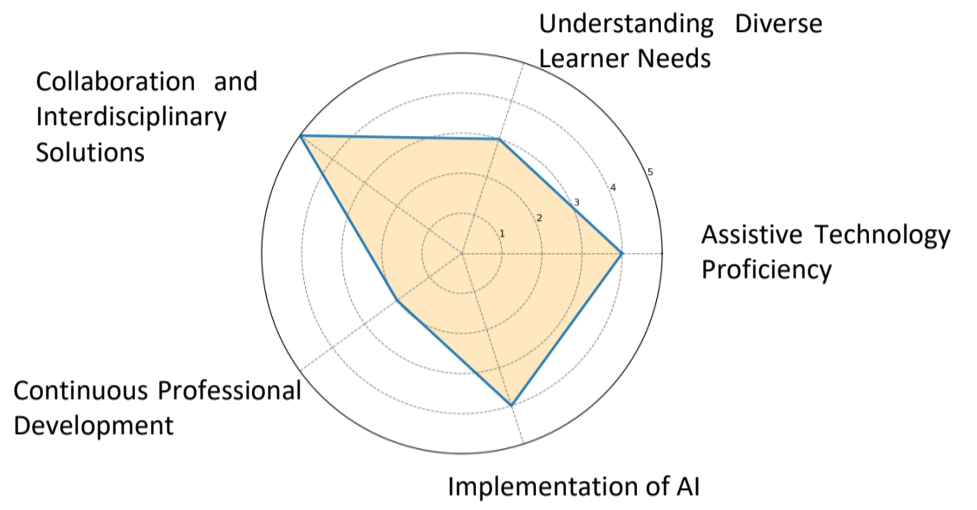 Understanding Diverse
Learner Needs
Collaboration and
Interdisciplinary
Solutions
5
4
3
2
1
Assistive Technology
Proficiency
Continuous Professional
Development
Implementation of AI